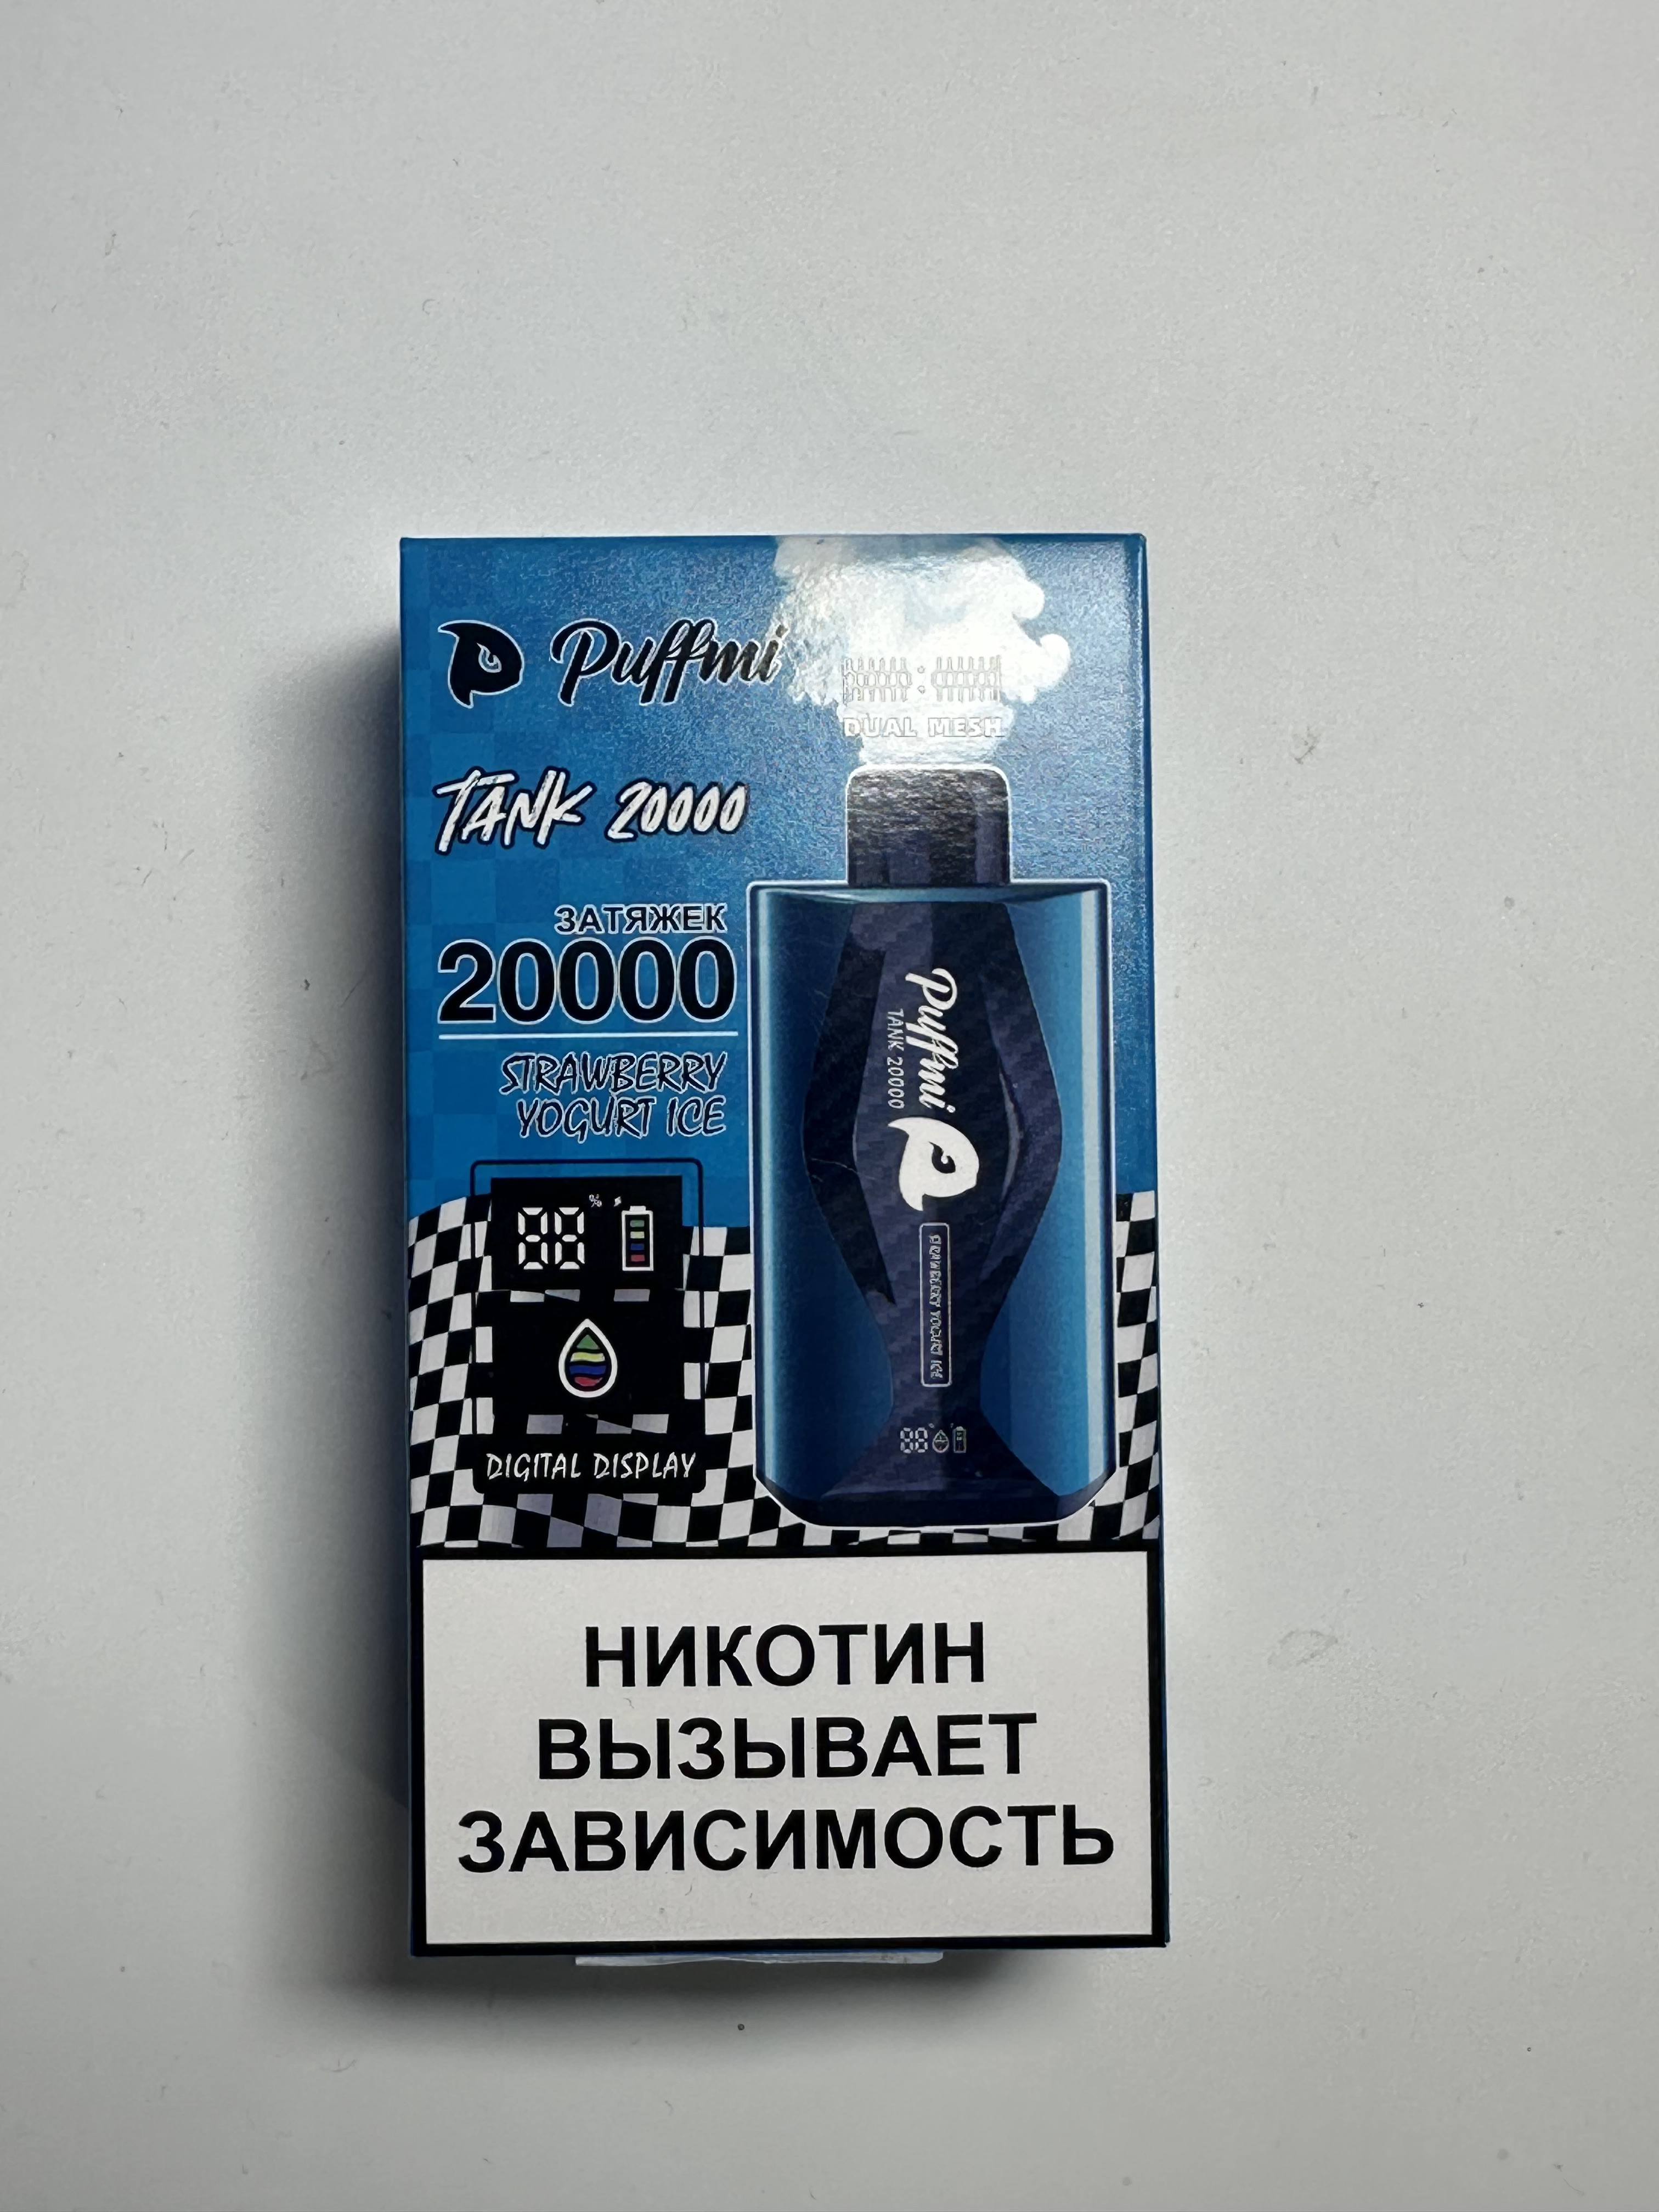 Puffmi
DUAL MESH
TANK 20000
ЗАТЯЖЕК
20000
STRAWBERRY
YOGURT ICE
88 %
DIGITAL DISPLAY
Puffmi
TANK 20000
STRAWBERRY YOGURT ICE
88
НИКОТИН
ВЫЗЫВАЕТ
ЗАВИСИМОСТЬ